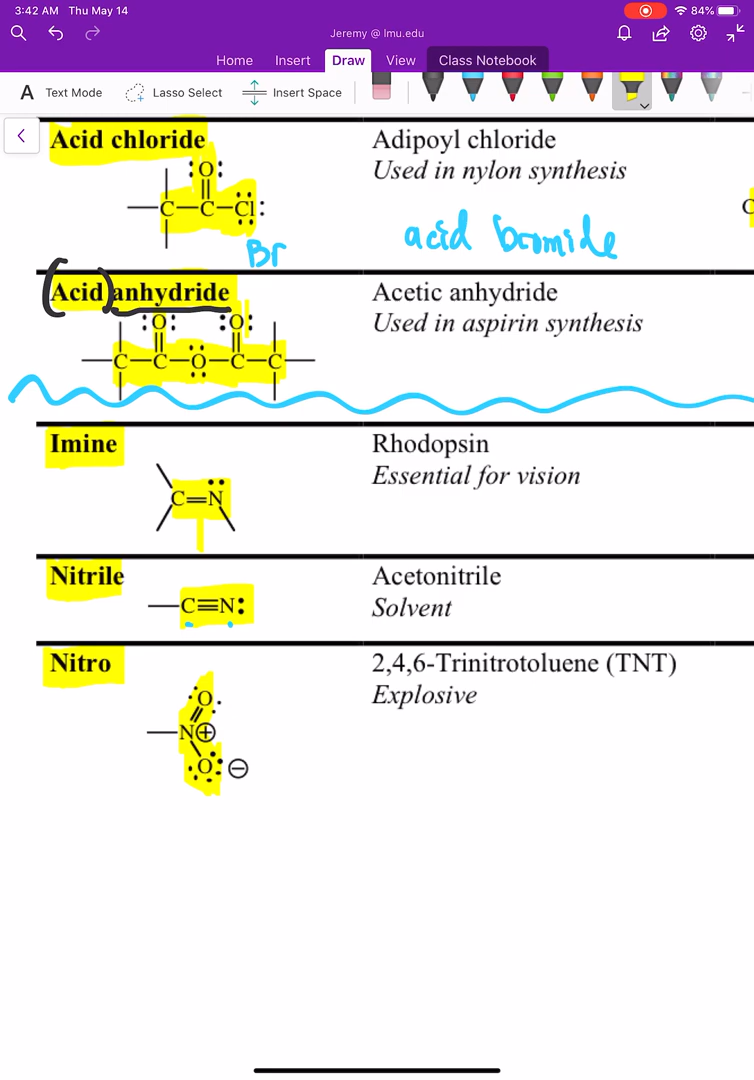 3:42 AM Thu May 14
84%
Jeremy @ lmu.edu
Home Insert Draw View Class Notebook
A Text Mode Lasso Select Insert Space
Acid chloride Adipoyl chloride
Used in nylon synthesis
:O:
C—C—Cl:
Br acid bromide
(Acid) anhydride Acetic anhydride
Used in aspirin synthesis
:O: :O:
C—C—O—C—C
Imine Rhodopsin
Essential for vision
C=N
Nitrile Acetonitrile
—C≡N: Solvent
Nitro 2,4,6-Trinitrotoluene (TNT)
Explosive
O
—N⊕
O ⊖